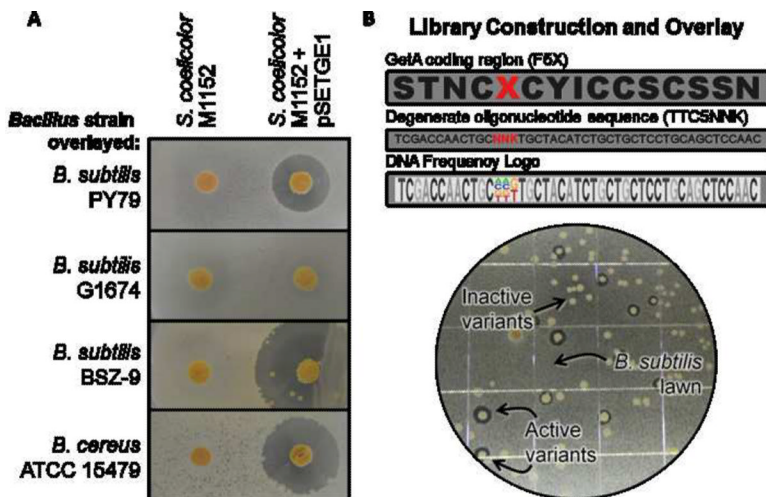 A
S. coelicolor
M1152
S. coelicolor
M1152 +
pSETGE1
Bacillus strain
overlayed:
B. subtilis
PY79
B. subtilis
G1674
B. subtilis
BSZ-9
B. cereus
ATCC 15479
B
Library Construction and Overlay
GetA coding region (F5X)
STNCXCYICCSCSSN
Degenerate oligonucleotide sequence (TTC5NNK)
TCGACCAACTGCNNKTGCTACATCTGCTGCTCCTGCAGCTCCAAC
DNA Frequency Logo
Inactive
variants
B. subtilis
lawn
Active
variants